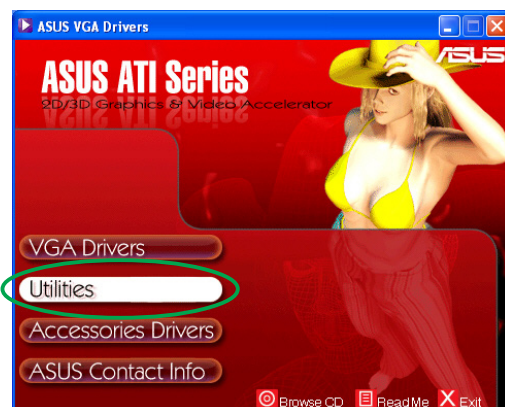 ASUS VGA Drivers
ASUS
ASUS ATI Series
2D/3D Graphics & Video Accelerator
VGA Drivers
Utilities
Accessories Drivers
ASUS Contact Info
Browse CD ReadMe Exit